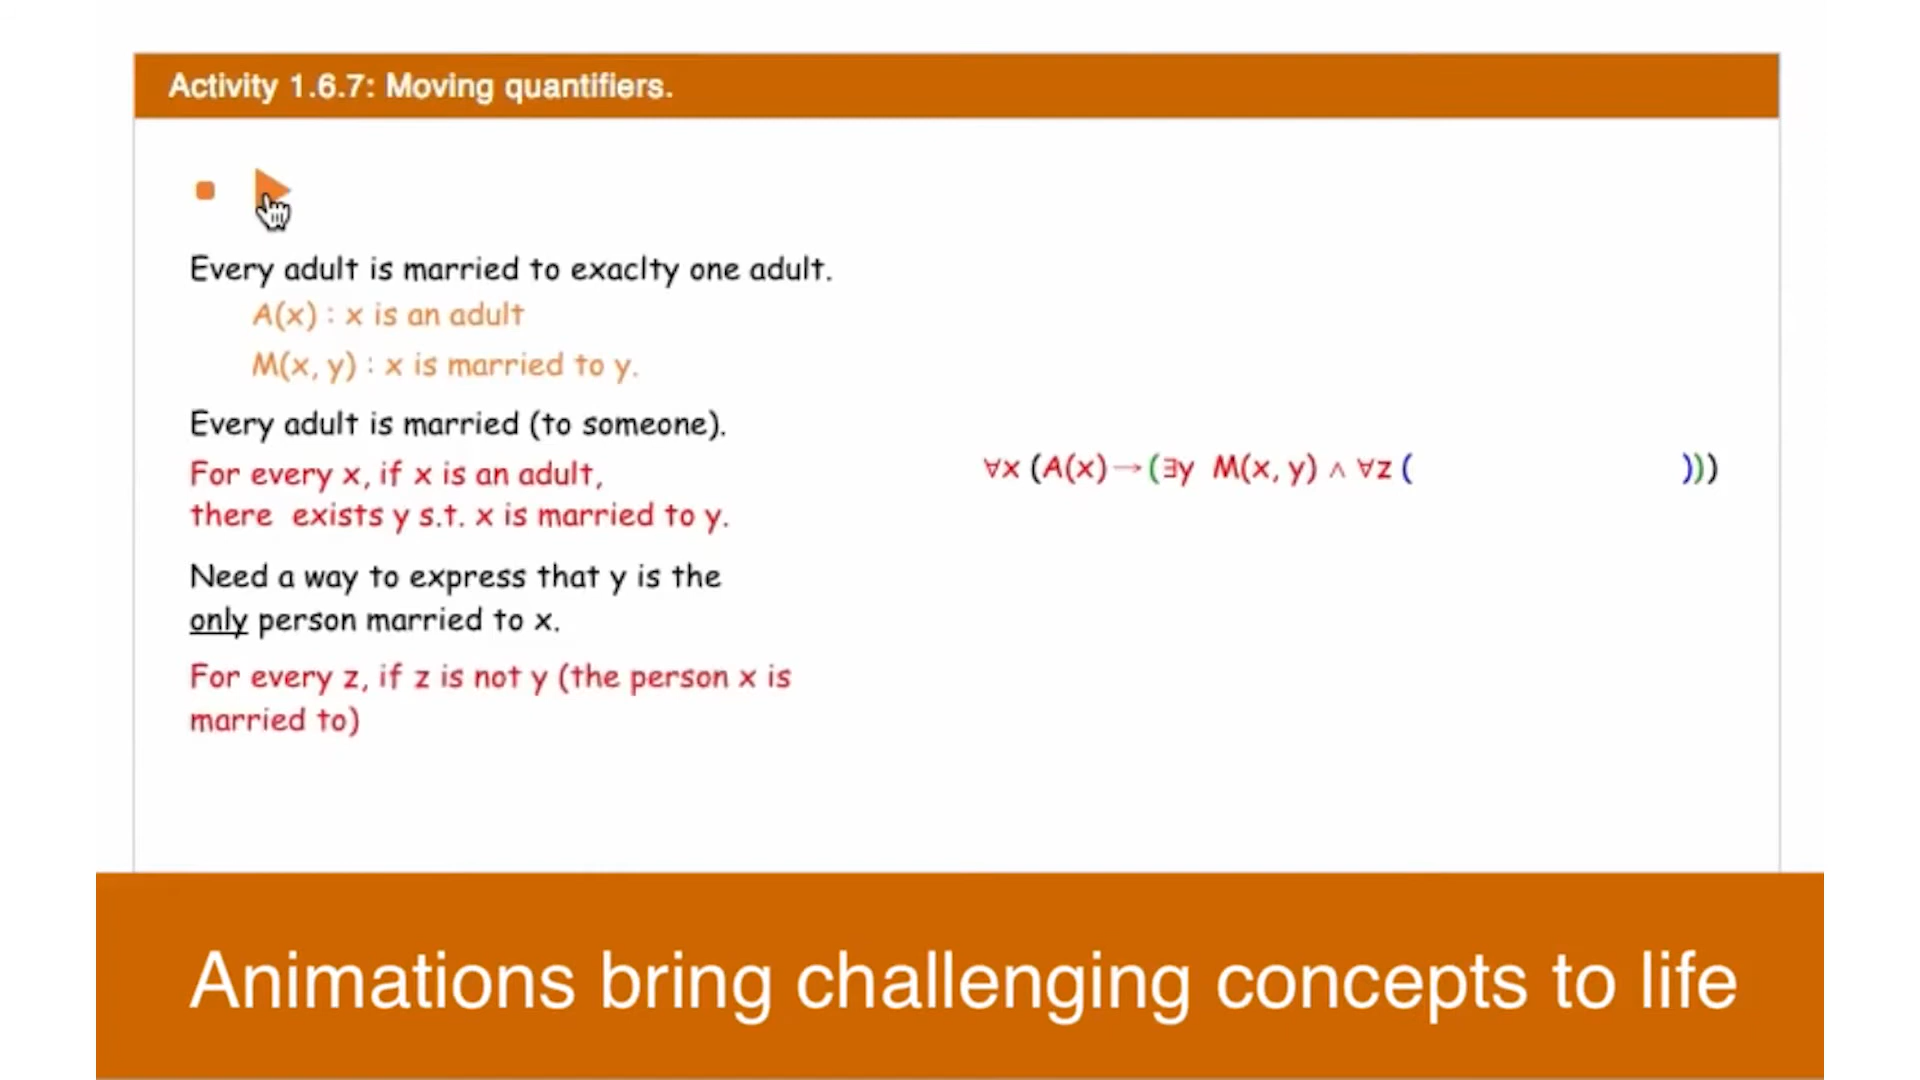 Activity 1.6.7: Moving quantifiers.
Every adult is married to exaclty one adult.
A(x) : x is an adult
M(x, y) : x is married to y.
Every adult is married (to someone).
For every x, if x is an adult,
there exists y s.t. x is married to y.
∀x (A(x)→(∃y M(x, y) ∧ ∀z ( )))
Need a way to express that y is the
only person married to x.
For every z, if z is not y (the person x is
married to)
Animations bring challenging concepts to life